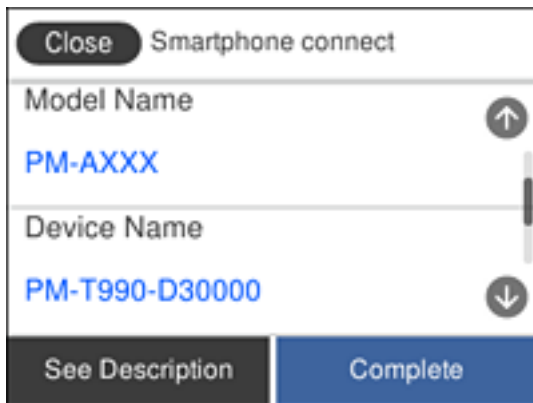 Close Smartphone connect
Model Name
PM-AXXX
Device Name
PM-T990-D30000
See Description Complete